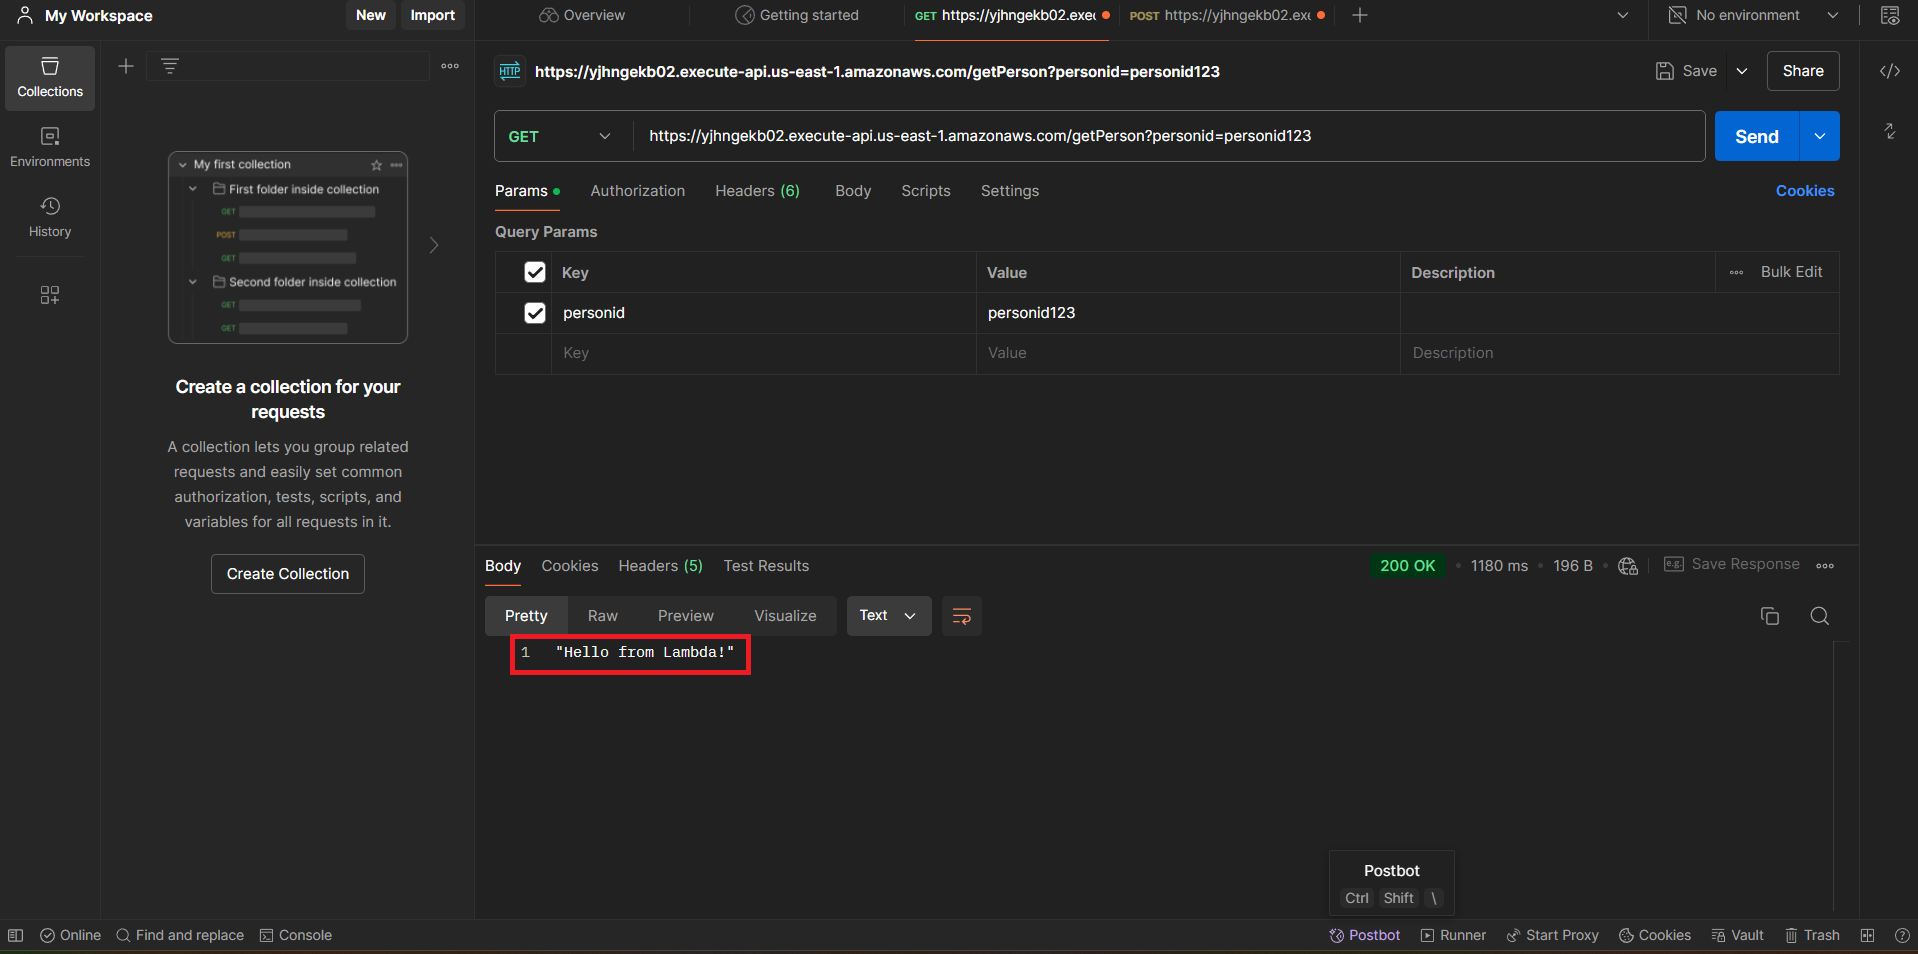 My Workspace New Import Overview Getting started GET https://yjhngekb02.exec POST https://yjhngekb02.exe No environment
Collections
Environments
History
My first collection
First folder inside collection
GET
POST
GET
Second folder inside collection
GET
GET
Create a collection for your
requests
A collection lets you group related
requests and easily set common
authorization, tests, scripts, and
variables for all requests in it.
Create Collection
HTTP https://yjhngekb02.execute-api.us-east-1.amazonaws.com/getPerson?personid=personid123 Save Share
GET https://yjhngekb02.execute-api.us-east-1.amazonaws.com/getPerson?personid=personid123 Send
Params Authorization Headers (6) Body Scripts Settings Cookies
Query Params
Key Value Description Bulk Edit
personid personid123
Key Value Description
Body Cookies Headers (5) Test Results 200 OK 1180 ms 196 B e.g. Save Response
Pretty Raw Preview Visualize Text
1 "Hello from Lambda!"
Postbot
Ctrl Shift \
Online Find and replace Console Postbot Runner Start Proxy Cookies Vault Trash